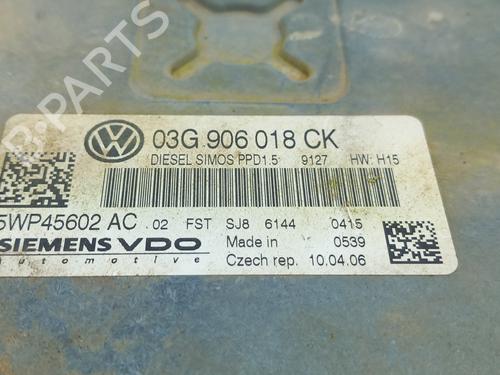 03G 906 018 CK
DIESEL SIMOS PPD1.5 9127 HW: H15
5WP45602 AC .02 FST SJ8 6144 0415
SIEMENS VDO Made in 0539
automotive Czech rep. 10.04.06
B-PARTS